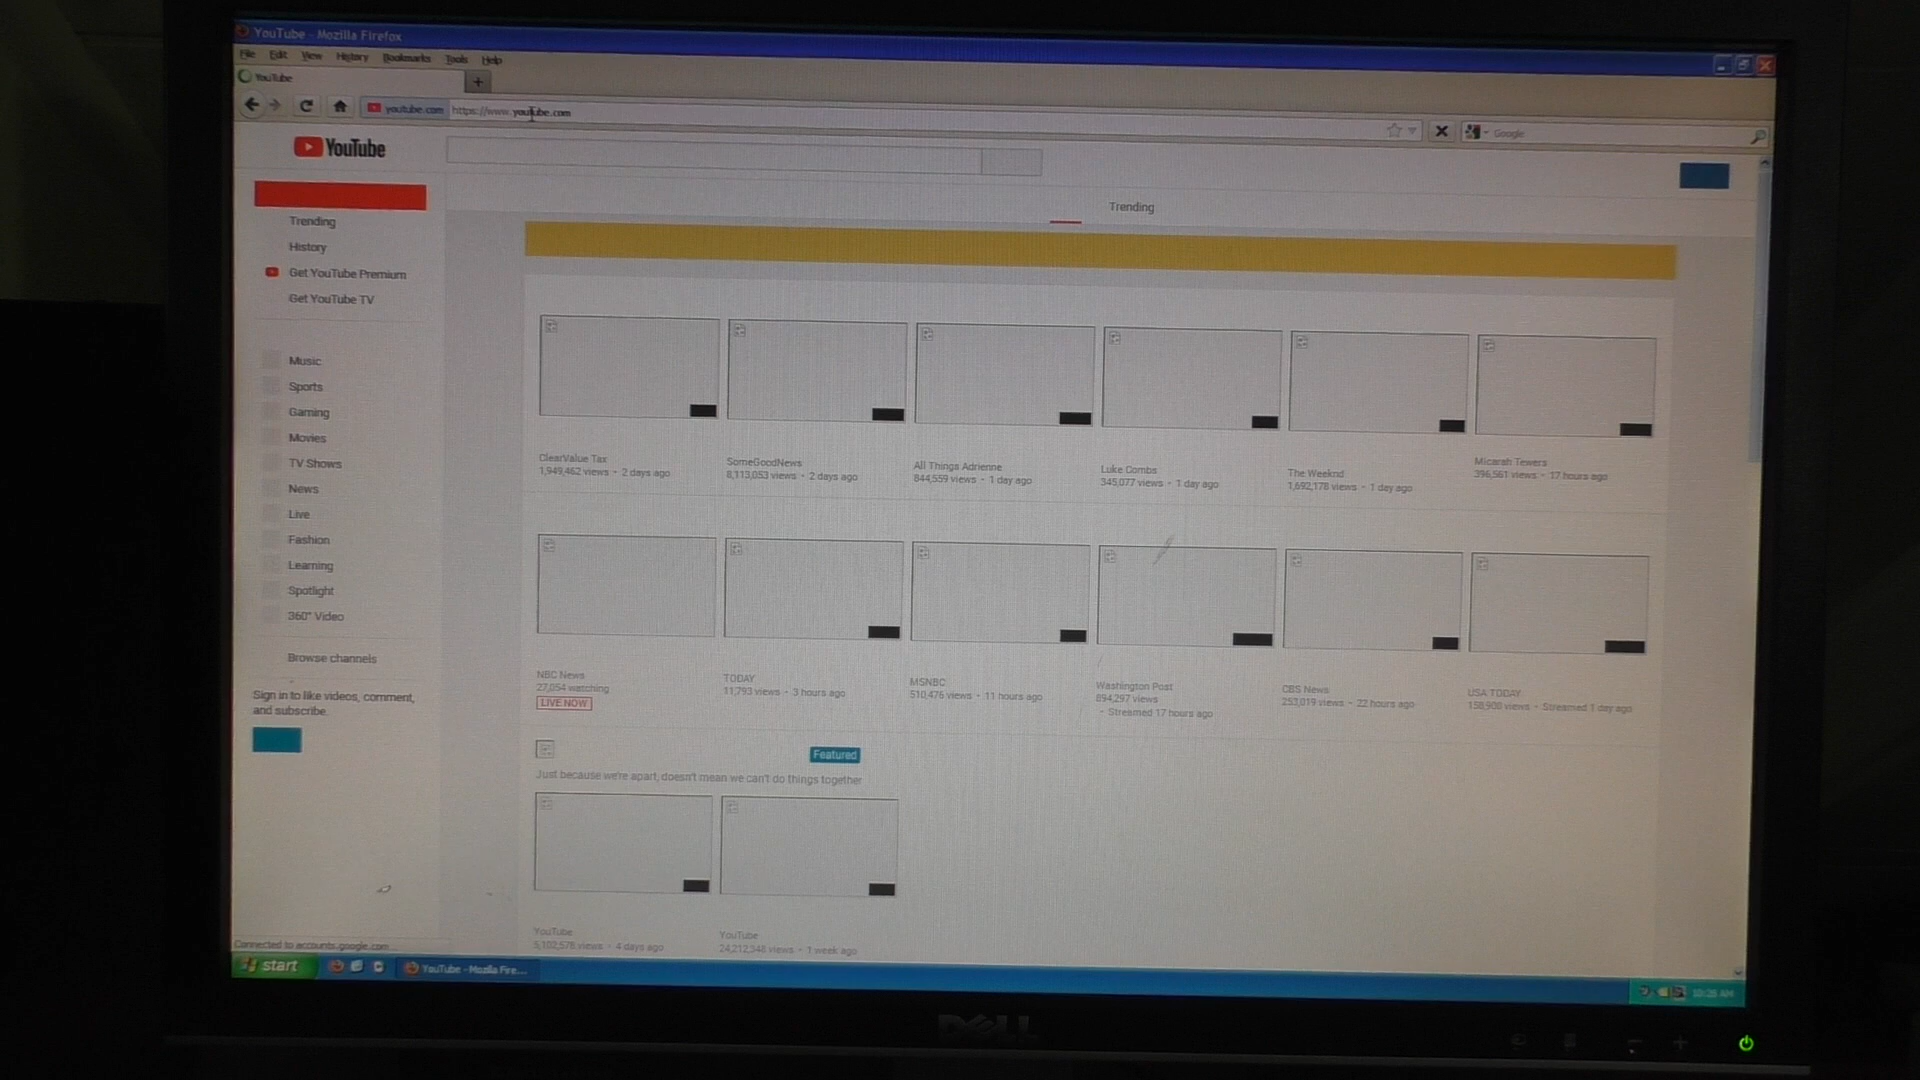 YouTube - Mozilla Firefox
File Edit View History Bookmarks Tools Help
YouTube
+
youtube.com https://www.youtube.com
Google
YouTube
Trending
Trending
History
Get YouTube Premium
Get YouTube TV
Music
Sports
Gaming
Movies
TV Shows
News
Live
Fashion
Learning
Spotlight
360° Video
Browse channels
Sign in to like videos, comment,
and subscribe.
ClearValue Tax
1,949,462 views • 2 days ago
SomeGoodNews
8,113,053 views • 2 days ago
All Things Adrienne
844,559 views • 1 day ago
Luke Combs
345,077 views • 1 day ago
The Weeknd
1,692,178 views • 1 day ago
Micarah Tewers
396,561 views • 17 hours ago
NBC News
27,054 watching
LIVE NOW
TODAY
11,793 views • 3 hours ago
MSNBC
510,476 views • 11 hours ago
Washington Post
894,297 views
• Streamed 17 hours ago
CBS News
253,019 views • 22 hours ago
USA TODAY
158,900 views • Streamed 1 day ago
Featured
Just because we're apart, doesn't mean we can't do things together
YouTube
5,102,578 views • 4 days ago
YouTube
24,212,348 views • 1 week ago
Connected to accounts.google.com...
start
YouTube - Mozilla Fire...
DELL